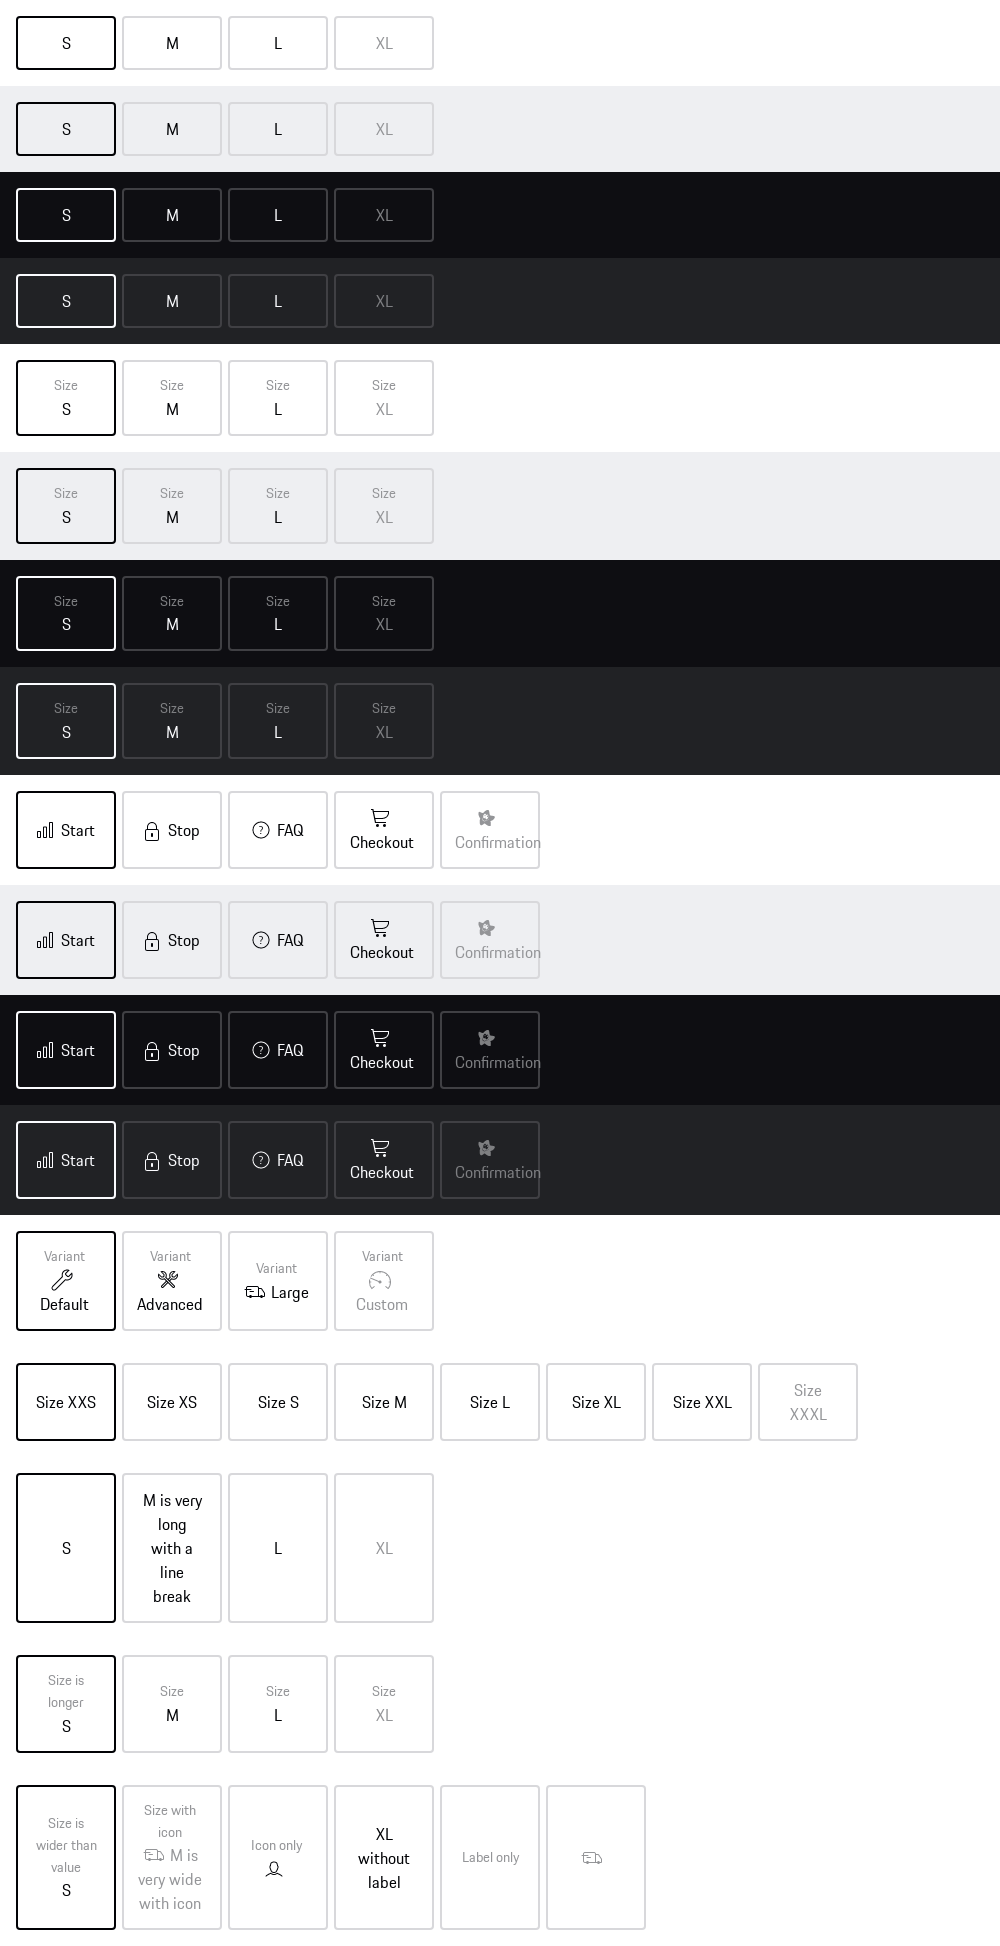 S M L XL
S M L XL
S M L XL
S M L XL
Size Size Size Size
S M L XL
Size Size Size Size
S M L XL
Size Size Size Size
S M L XL
Size Size Size Size
S M L XL
Start Stop FAQ Checkout Confirmation
Start Stop FAQ Checkout Confirmation
Start Stop FAQ Checkout Confirmation
Start Stop FAQ Checkout Confirmation
Variant
Default
Variant
Advanced
Variant
Large
Variant
Custom
Size XXS Size XS Size S Size M Size L Size XL Size XXL
Size
XXXL
S
M is very
long
with a
line
break
L
XL
Size is
longer
S
Size
M
Size
L
Size
XL
Size is
wider than
value
S
Size with
icon
M is
very wide
with icon
Icon only
XL
without
label
Label only